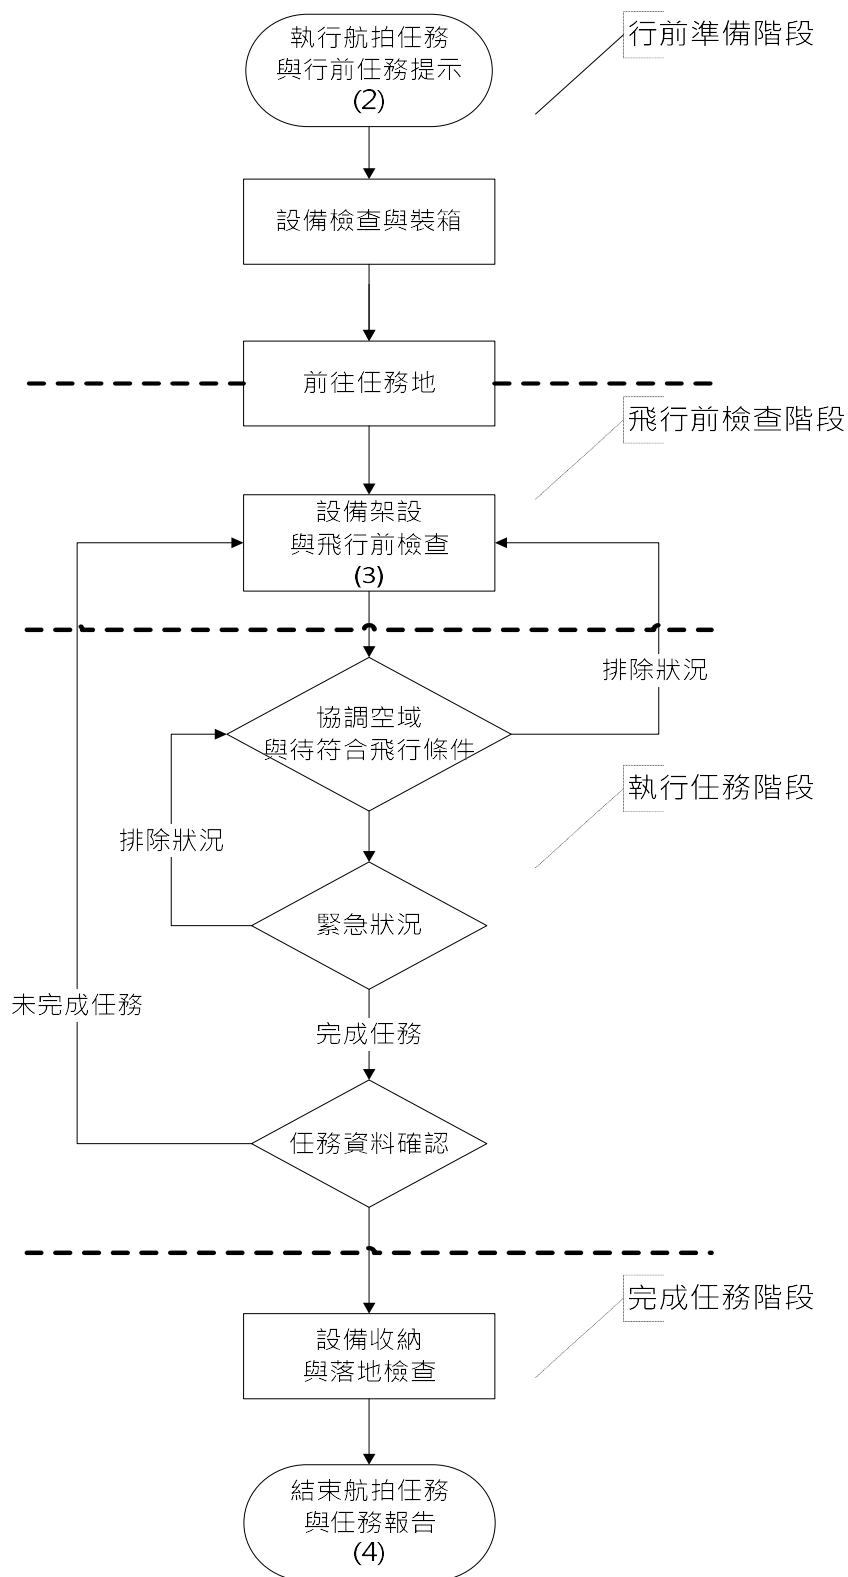 執行航拍任務
與行前任務提示
(2)
行前準備階段
設備檢查與裝箱
前往任務地
飛行前檢查階段
設備架設
與飛行前檢查
(3)
排除狀況
協調空域
與待符合飛行條件
執行任務階段
排除狀況
緊急狀況
未完成任務
完成任務
任務資料確認
完成任務階段
設備收納
與落地檢查
結束航拍任務
與任務報告
(4)